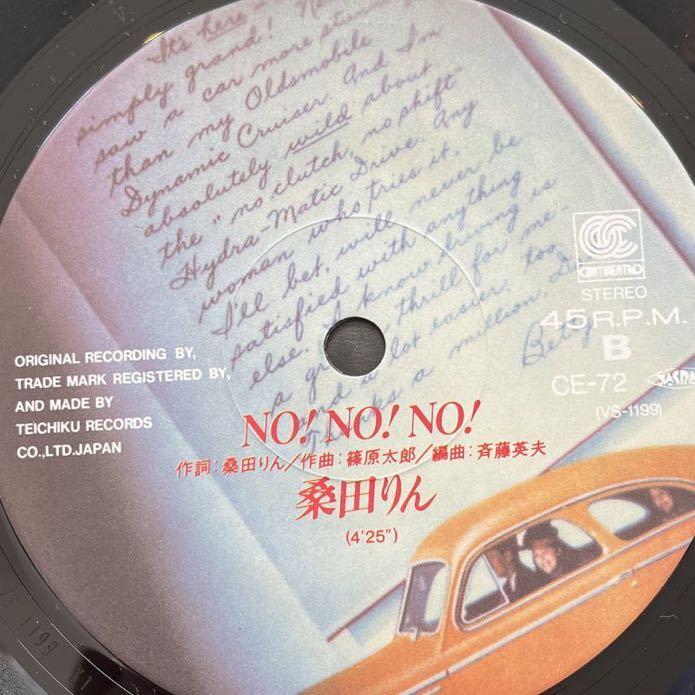 It's here
simply grand!
saw a car more
than my Oldsmobile
Dynamic Cruiser. And I'm
absolutely wild about
the "no clutch, no shift"
Hydra-Matic Drive. Any
woman who tries it,
I'll bet, will never be
satisfied with anything
else. I know driving is
a thrill for me-
lot easier, too.
a million,
Betty
CONTINENTAL
STEREO
45 R.P.M.
B
CE-72
(VS-1199)
ORIGINAL RECORDING BY,
TRADE MARK REGISTERED BY,
AND MADE BY
TEICHIKU RECORDS
CO.,LTD.JAPAN
NO! NO! NO!
作詞:桑田りん/作曲:篠原太郎/編曲:斉藤英夫
桑田りん
(4'25")